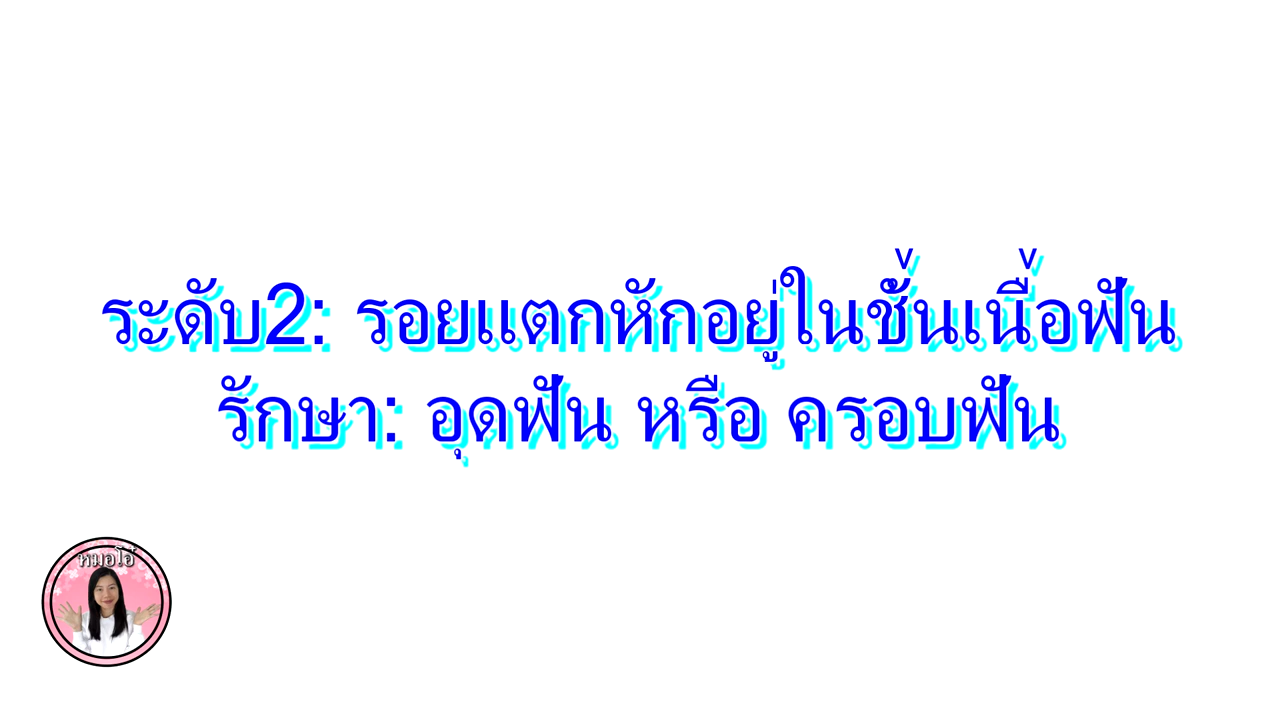 ระดับ2: รอยแตกหักอยู่ในชั้นเนื้อฟัน
รักษา: อุดฟัน หรือ ครอบฟัน
หมอโอ๋